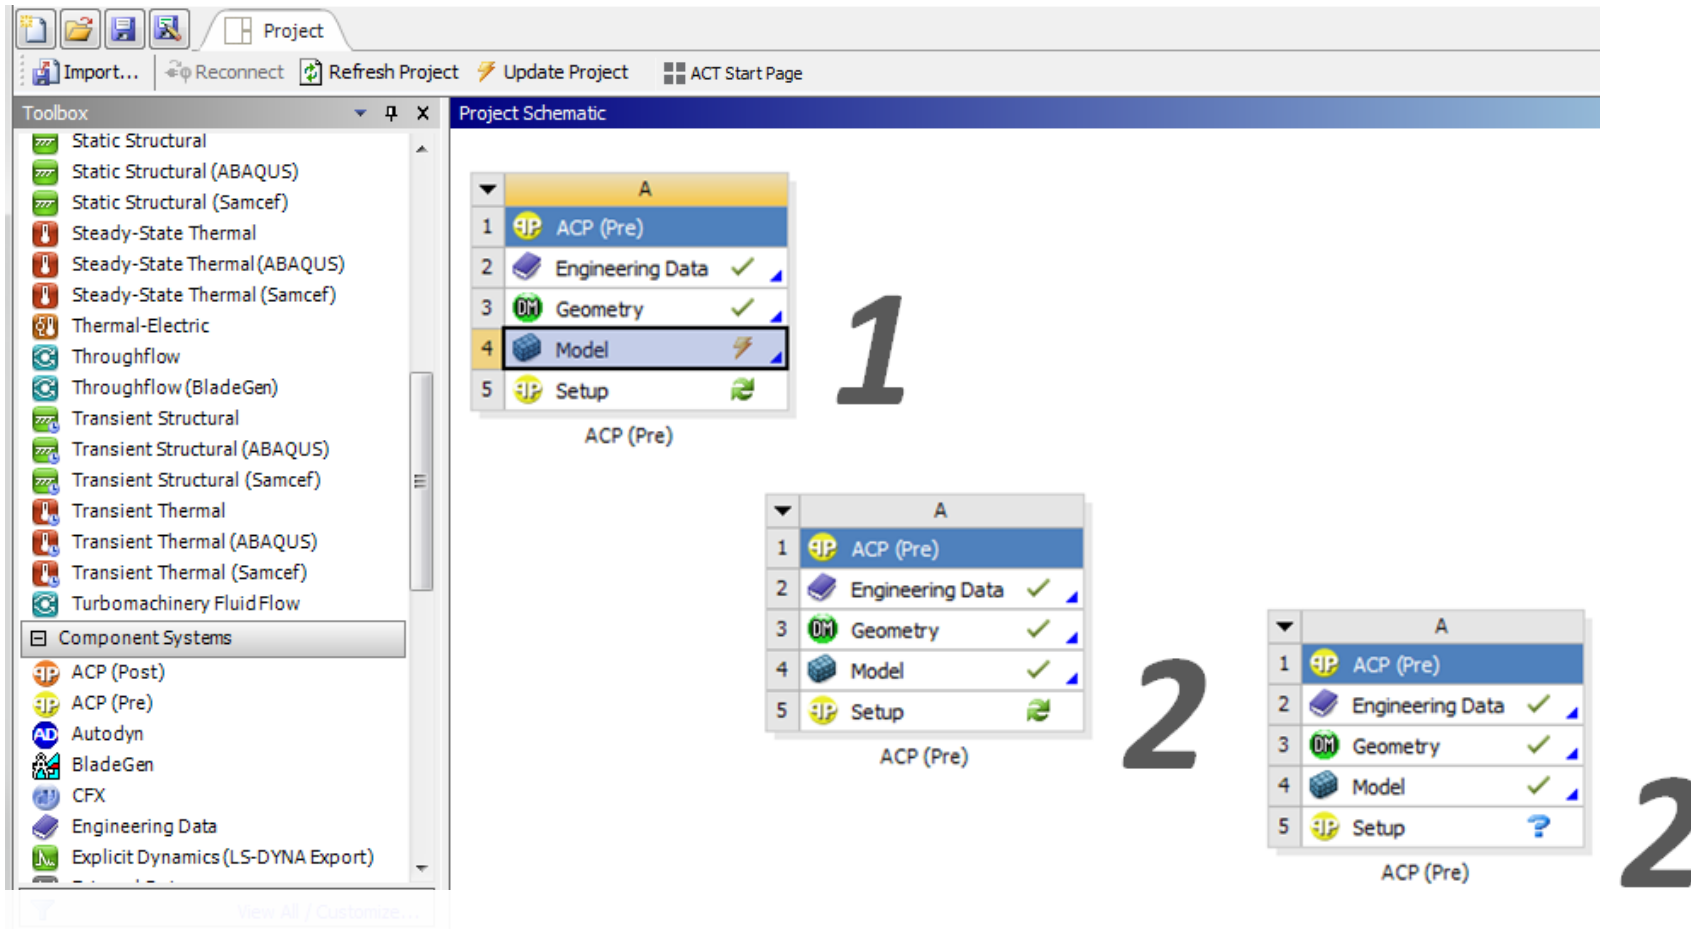 Project
Import...
Reconnect
Refresh Project
Update Project
ACT Start Page
Toolbox
Static Structural
Static Structural (ABAQUS)
Static Structural (Samcef)
Steady-State Thermal
Steady-State Thermal (ABAQUS)
Steady-State Thermal (Samcef)
Thermal-Electric
Throughflow
Throughflow (BladeGen)
Transient Structural
Transient Structural (ABAQUS)
Transient Structural (Samcef)
Transient Thermal
Transient Thermal (ABAQUS)
Transient Thermal (Samcef)
Turbomachinery Fluid Flow
Component Systems
ACP (Post)
ACP (Pre)
Autodyn
BladeGen
CFX
Engineering Data
Explicit Dynamics (LS-DYNA Export)
View All / Customize...
Project Schematic
A
1 ACP (Pre)
2 Engineering Data
3 Geometry
4 Model
5 Setup
ACP (Pre)
1
A
1 ACP (Pre)
2 Engineering Data
3 Geometry
4 Model
5 Setup
ACP (Pre)
2
A
1 ACP (Pre)
2 Engineering Data
3 Geometry
4 Model
5 Setup ?
ACP (Pre)
2